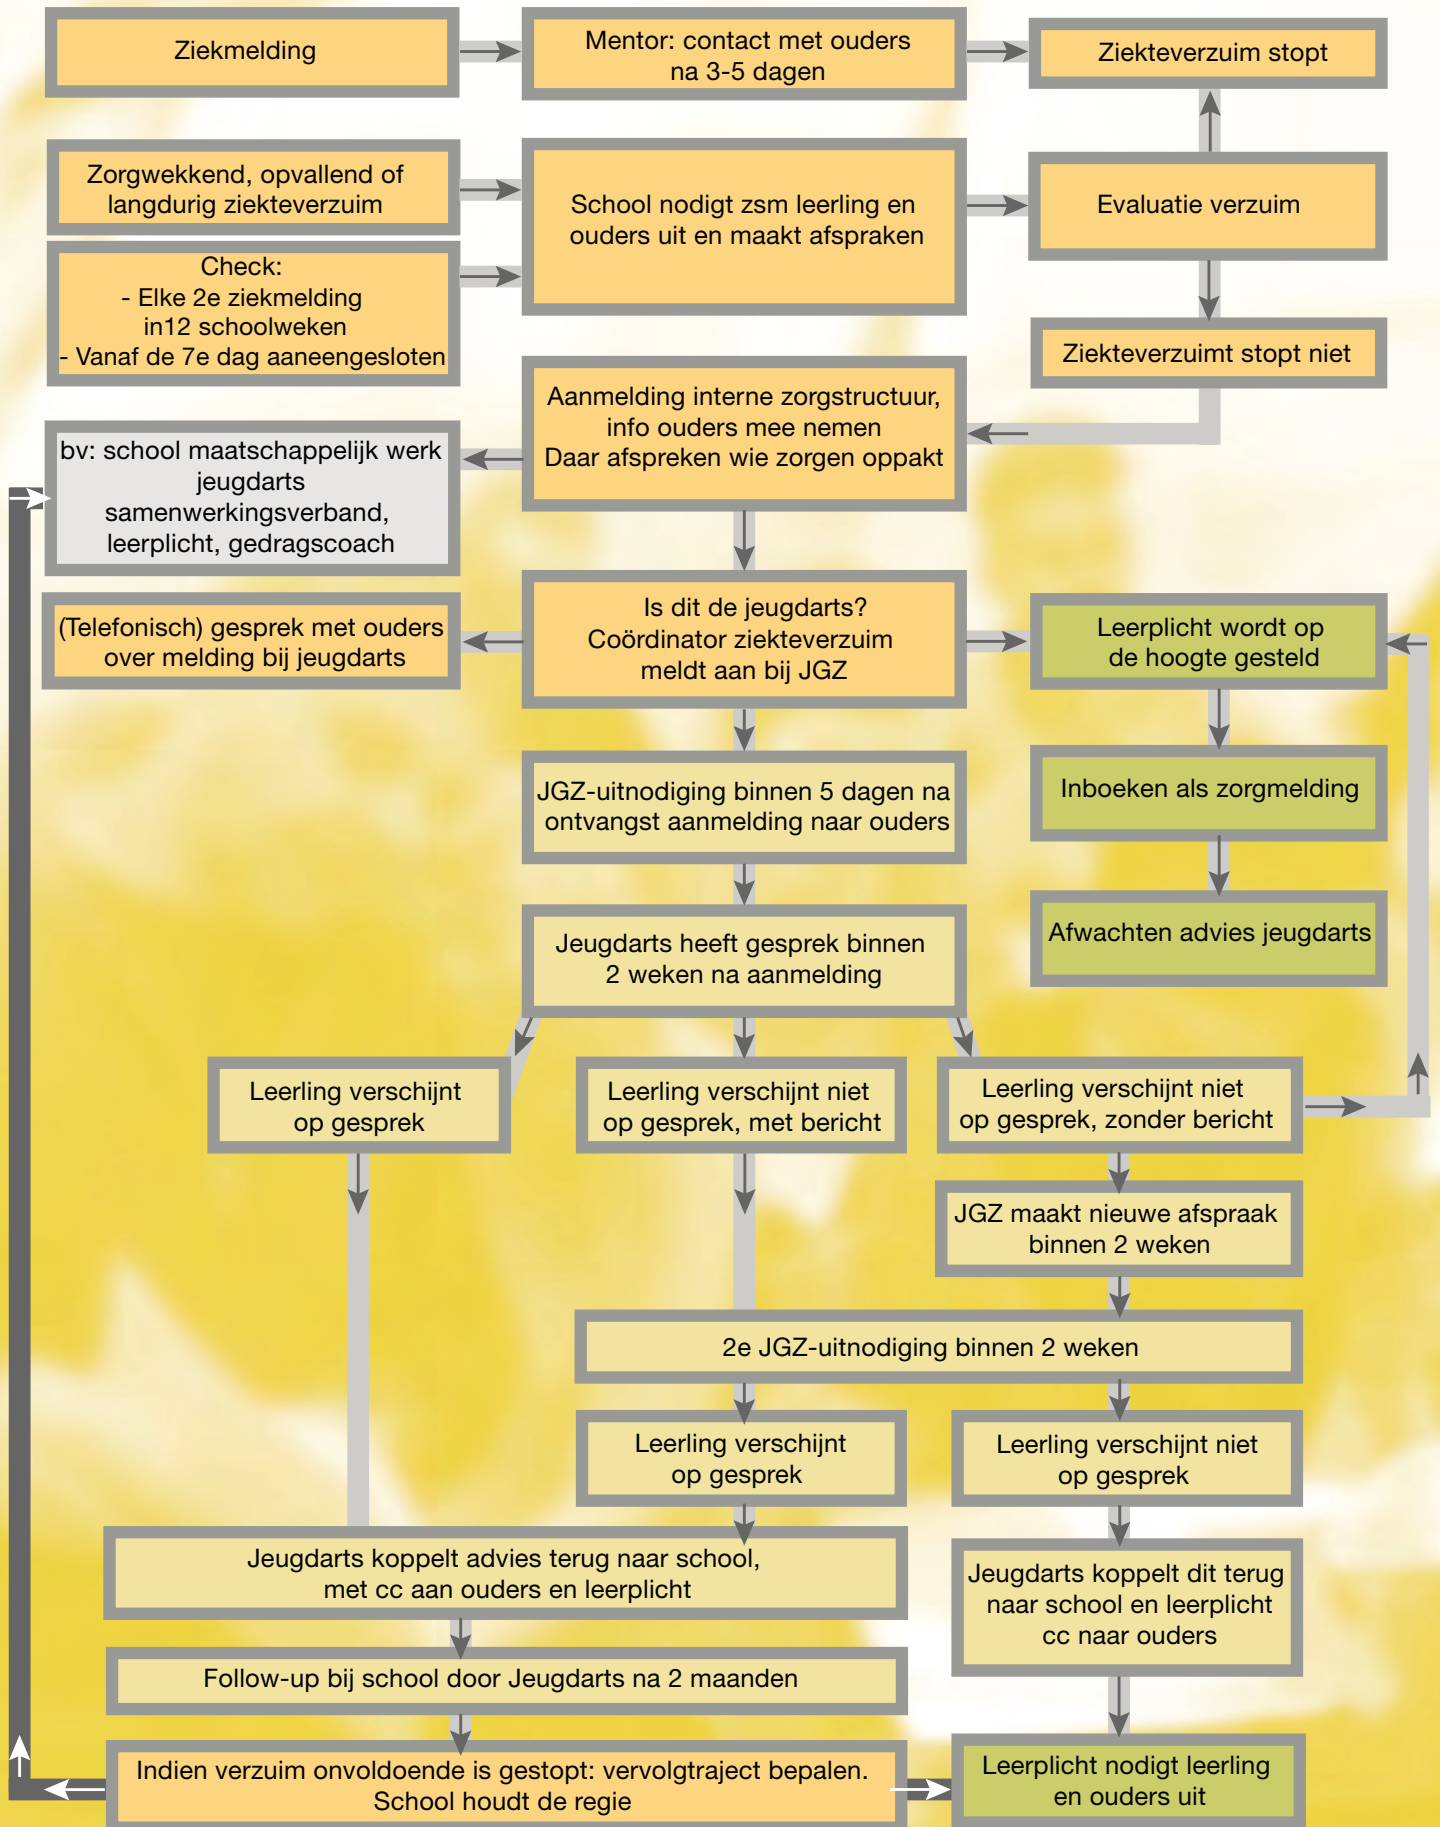 Ziekmelding
Mentor: contact met ouders
na 3-5 dagen
Ziekteverzuim stopt
Zorgwekkend, opvallend of
langdurig ziekteverzuim
School nodigt zsm leerling en
ouders uit en maakt afspraken
Evaluatie verzuim
Check:
- Elke 2e ziekmelding
in12 schoolweken
- Vanaf de 7e dag aaneengesloten
Ziekteverzuimt stopt niet
Aanmelding interne zorgstructuur,
info ouders mee nemen
Daar afspreken wie zorgen oppakt
bv: school maatschappelijk werk
jeugdarts
samenwerkingsverband,
leerplicht, gedragscoach
(Telefonisch) gesprek met ouders
over melding bij jeugdarts
Is dit de jeugdarts?
Coördinator ziekteverzuim
meldt aan bij JGZ
Leerplicht wordt op
de hoogte gesteld
JGZ-uitnodiging binnen 5 dagen na
ontvangst aanmelding naar ouders
Inboeken als zorgmelding
Jeugdarts heeft gesprek binnen
2 weken na aanmelding
Afwachten advies jeugdarts
Leerling verschijnt
op gesprek
Leerling verschijnt niet
op gesprek, met bericht
Leerling verschijnt niet
op gesprek, zonder bericht
JGZ maakt nieuwe afspraak
binnen 2 weken
2e JGZ-uitnodiging binnen 2 weken
Leerling verschijnt
op gesprek
Leerling verschijnt niet
op gesprek
Jeugdarts koppelt advies terug naar school,
met cc aan ouders en leerplicht
Jeugdarts koppelt dit terug
naar school en leerplicht
cc naar ouders
Follow-up bij school door Jeugdarts na 2 maanden
Indien verzuim onvoldoende is gestopt: vervolgtraject bepalen.
School houdt de regie
Leerplicht nodigt leerling
en ouders uit